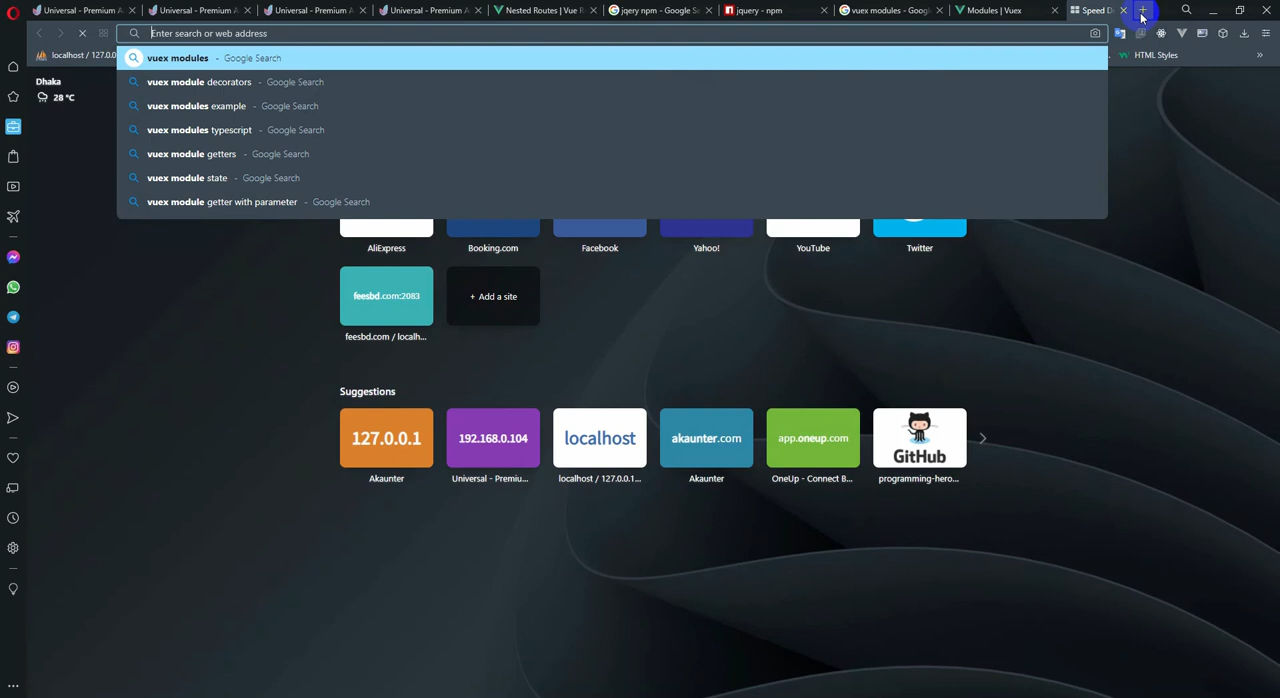 Universal - Premium A
Universal - Premium A
Universal - Premium A
Universal - Premium A
Nested Routes | Vue R
jqery npm - Google Se
jquery - npm
vuex modules - Googl
Modules | Vuex
Speed D
Enter search or web address
localhost / 127.0.0
HTML Styles
vuex modules - Google Search
vuex module decorators - Google Search
vuex modules example - Google Search
vuex modules typescript - Google Search
vuex module getters - Google Search
vuex module state - Google Search
vuex module getter with parameter - Google Search
Dhaka
28 °C
AliExpress
Booking.com
Facebook
Yahoo!
YouTube
Twitter
feesbd.com:2083
+ Add a site
feesbd.com / localh...
Suggestions
127.0.0.1
192.168.0.104
localhost
akaunter.com
app.oneup.com
GitHub
Akaunter
Universal - Premiu...
localhost / 127.0.0.1...
Akaunter
OneUp - Connect B...
programming-hero...